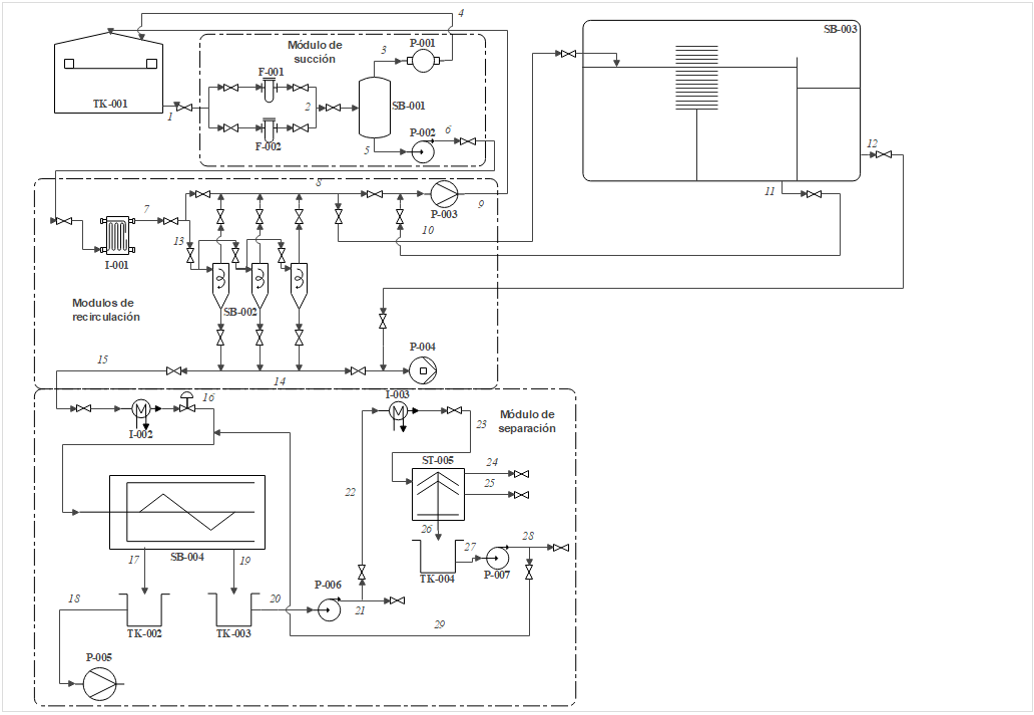 4
SB-003
Módulo de
succión
P-001
3
F-001
TK-001
1
2
SB-001
F-002
P-002
6
5
12
8
11
P-003
9
7
10
13
I-001
Modulos de
recirculación
SB-002
P-004
15
14
16
I-002
I-003
Módulo de
separación
23
ST-005
24
25
22
26
27
28
TK-004
P-007
17
SB-004
19
P-006
18
20
21
TK-002
TK-003
29
P-005